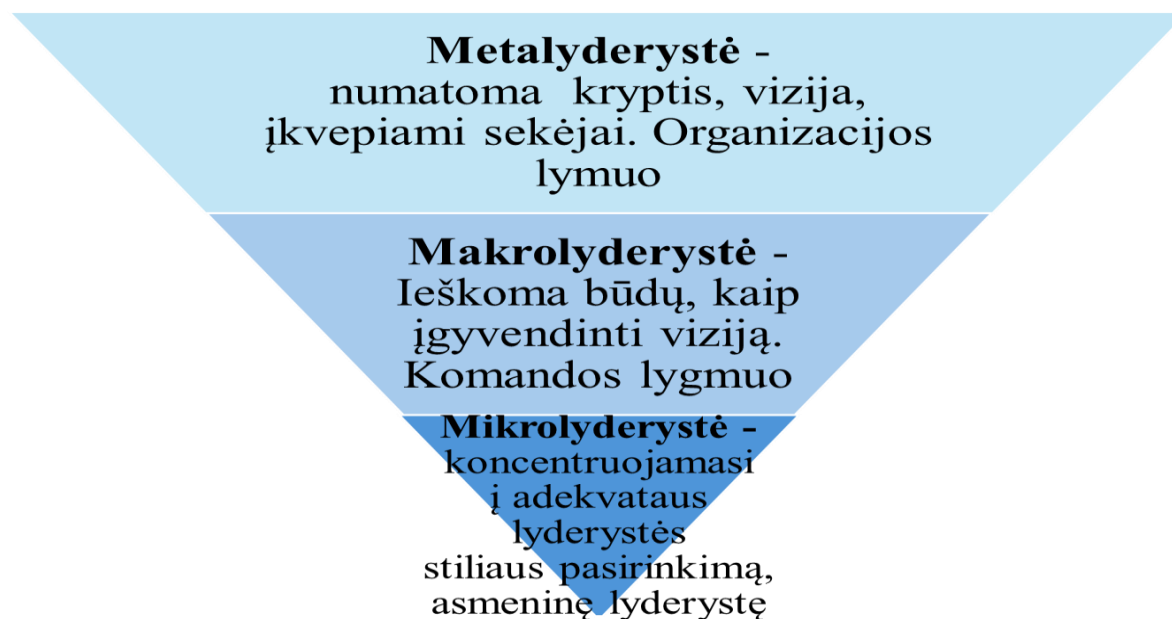 Metalyderystė -
numatoma kryptis, vizija,
įkvepiami sekėjai. Organizacijos
lymuo
Makrolyderystė -
Ieškoma būdų, kaip
įgyvendinti viziją.
Komandos lygmuo
Mikrolyderystė -
koncentruojamasi
į adekvataus
lyderystės
stiliaus pasirinkimą,
asmeninę lyderystę